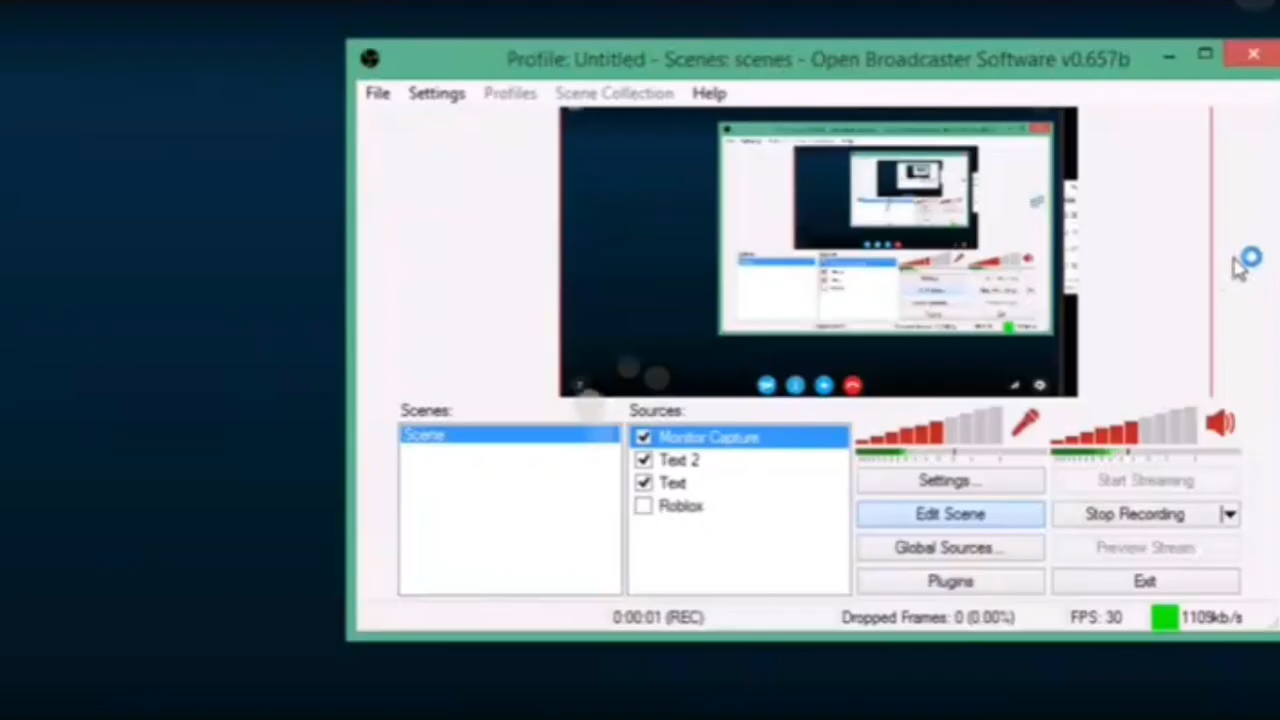 Profile: Untitled - Scenes: scenes - Open Broadcaster Software v0.657b
File Settings Profiles Scene Collection Help
Scenes: Sources:
Scene
Monitor Capture
Text 2
Text
Roblox
Settings... Start Streaming
Edit Scene Stop Recording
Global Sources... Preview Stream
Plugins Exit
0:00:01 (REC) Dropped Frames: 0 (0.00%) FPS: 30 1109kb/s